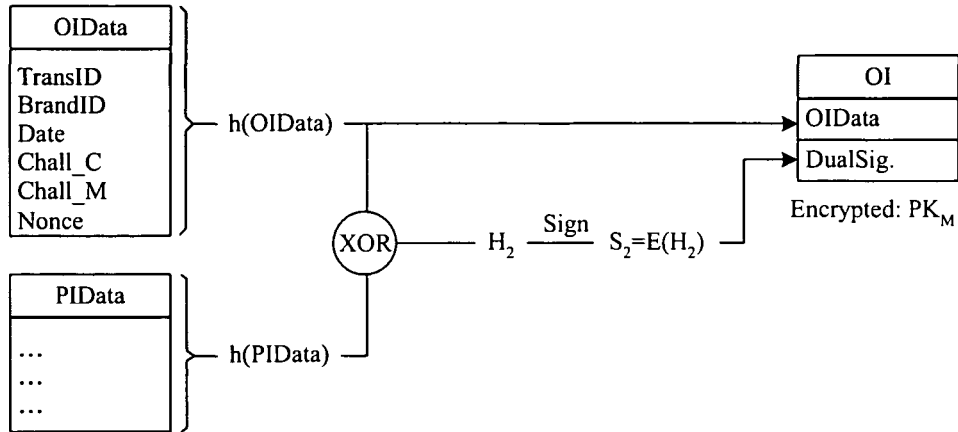 OIData
TransID
BrandID
Date
Chall_C
Chall_M
Nonce
h(OIData)
OI
OIData
DualSig.
Encrypted: PK_M
XOR
H₂
Sign
S₂=E(H₂)
PIData
...
...
...
h(PIData)